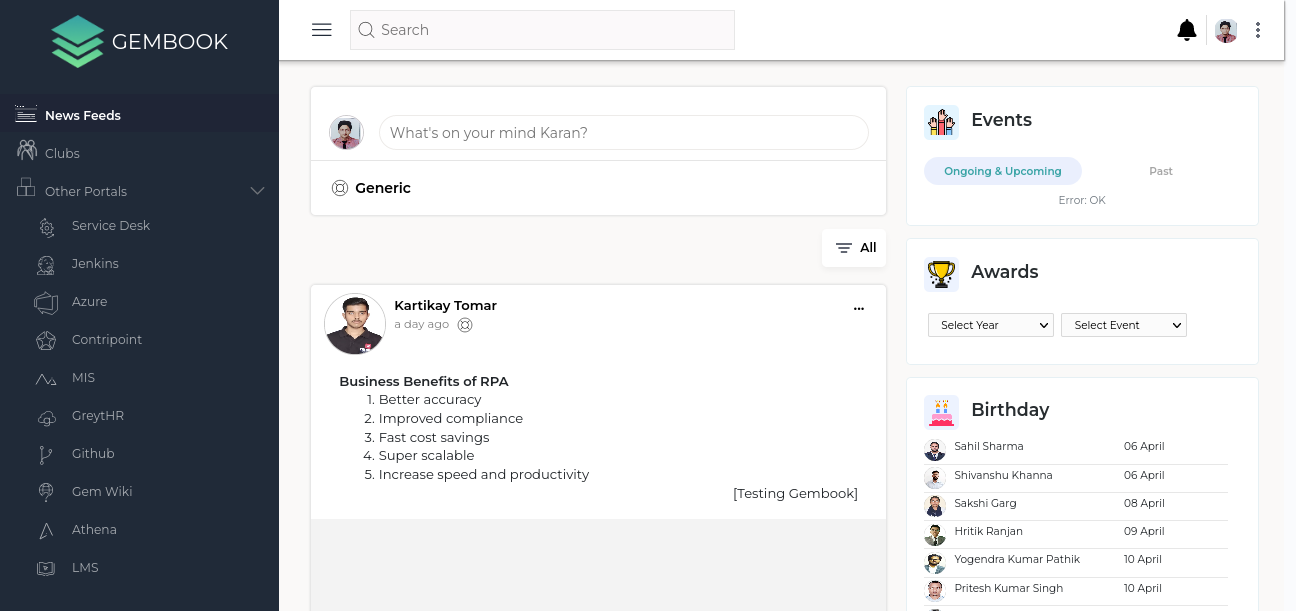 GEMBOOK
Search
News Feeds
Clubs
Other Portals
Service Desk
Jenkins
Azure
Contripoint
MIS
GreytHR
Github
Gem Wiki
Athena
LMS
What's on your mind Karan?
Generic
All
Kartikay Tomar
a day ago
Business Benefits of RPA
1. Better accuracy
2. Improved compliance
3. Fast cost savings
4. Super scalable
5. Increase speed and productivity
[Testing Gembook]
Events
Ongoing & Upcoming Past
Error: OK
Awards
Select Year Select Event
Birthday
Sahil Sharma 06 April
Shivanshu Khanna 06 April
Sakshi Garg 08 April
Hritik Ranjan 09 April
Yogendra Kumar Pathik 10 April
Pritesh Kumar Singh 10 April